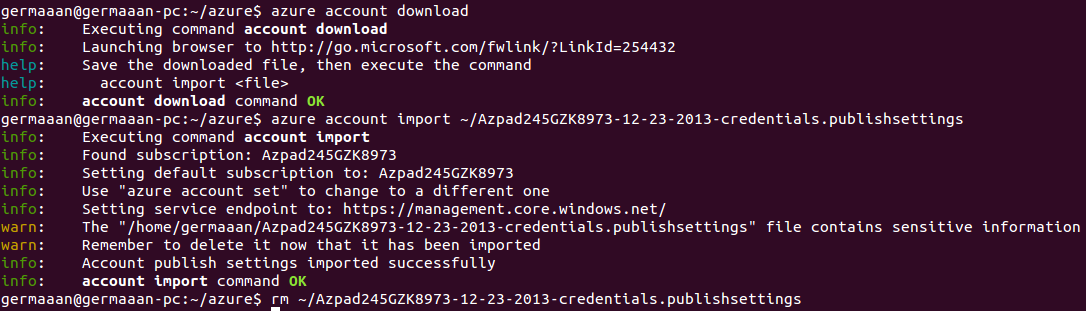 germaaan@germaaan-pc:~/azure$ azure account download
info:    Executing command account download
info:    Launching browser to http://go.microsoft.com/fwlink/?LinkId=254432
help:    Save the downloaded file, then execute the command
help:      account import <file>
info:    account download command OK
germaaan@germaaan-pc:~/azure$ azure account import ~/Azpad245GZK8973-12-23-2013-credentials.publishsettings
info:    Executing command account import
info:    Found subscription: Azpad245GZK8973
info:    Setting default subscription to: Azpad245GZK8973
info:    Use "azure account set" to change to a different one
info:    Setting service endpoint to: https://management.core.windows.net/
warn:    The "/home/germaaan/Azpad245GZK8973-12-23-2013-credentials.publishsettings" file contains sensitive information
warn:    Remember to delete it now that it has been imported
info:    Account publish settings imported successfully
info:    account import command OK
germaaan@germaaan-pc:~/azure$ rm ~/Azpad245GZK8973-12-23-2013-credentials.publishsettings